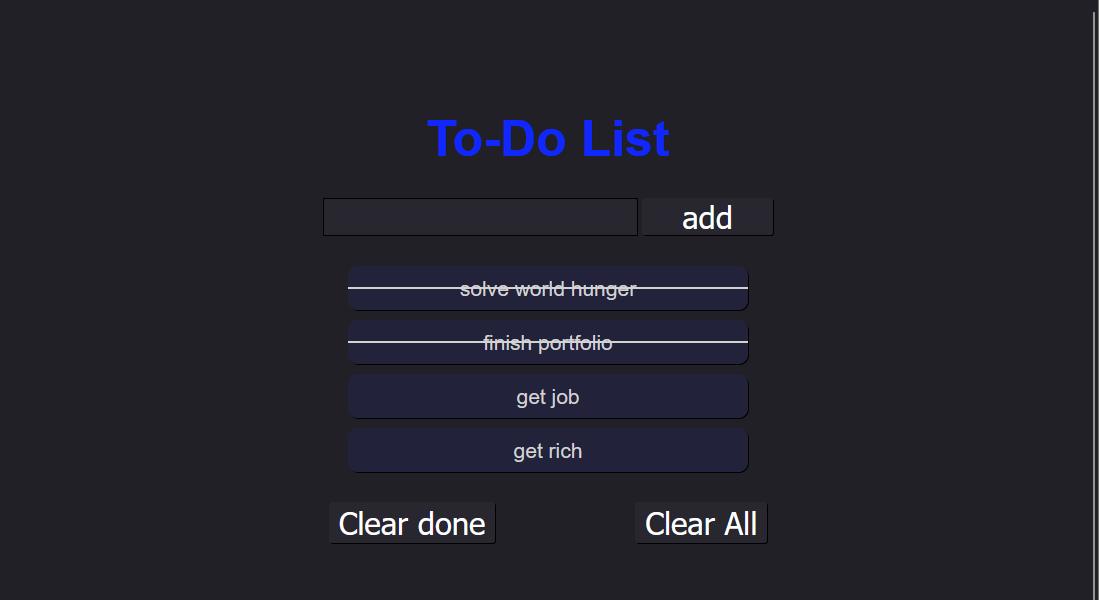 To-Do List
add
solve world hunger
finish portfolio
get job
get rich
Clear done
Clear All